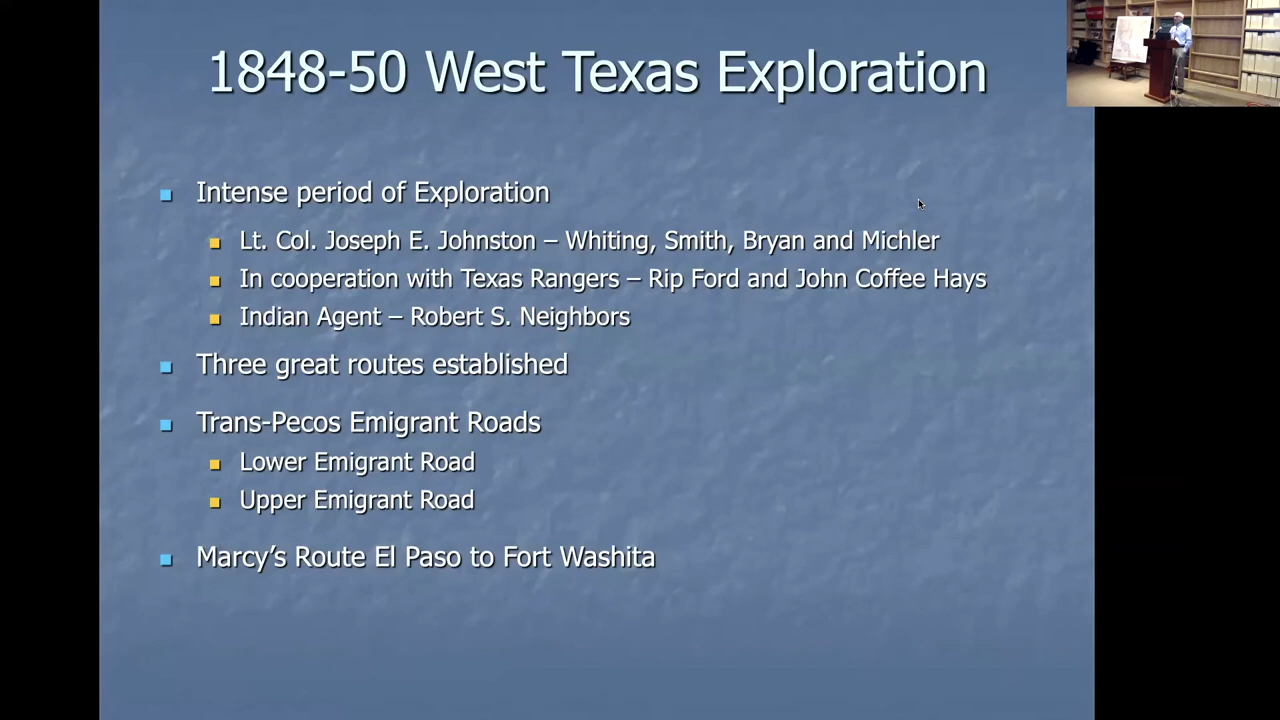 1848-50 West Texas Exploration
Intense period of Exploration
Lt. Col. Joseph E. Johnston – Whiting, Smith, Bryan and Michler
In cooperation with Texas Rangers – Rip Ford and John Coffee Hays
Indian Agent – Robert S. Neighbors
Three great routes established
Trans-Pecos Emigrant Roads
Lower Emigrant Road
Upper Emigrant Road
Marcy's Route El Paso to Fort Washita